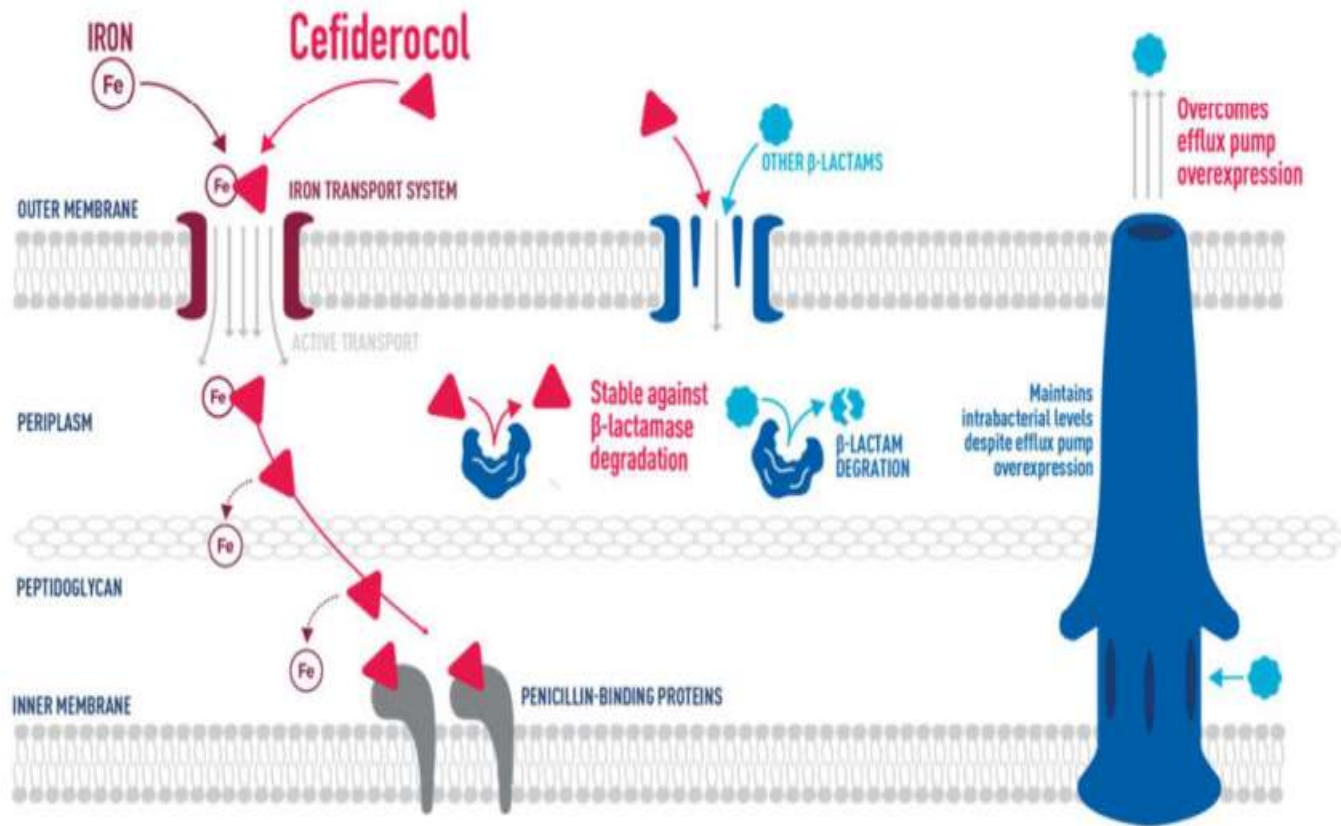 IRON
Fe
Cefiderocol
Fe
IRON TRANSPORT SYSTEM
OTHER β-LACTAMS
Overcomes
efflux pump
overexpression
OUTER MEMBRANE
ACTIVE TRANSPORT
Fe
PERIPLASM
Stable against
β-lactamase
degradation
β-LACTAM
DEGRATION
Maintains
intrabacterial levels
despite efflux pump
overexpression
Fe
PEPTIDOGLYCAN
Fe
INNER MEMBRANE
PENICILLIN-BINDING PROTEINS